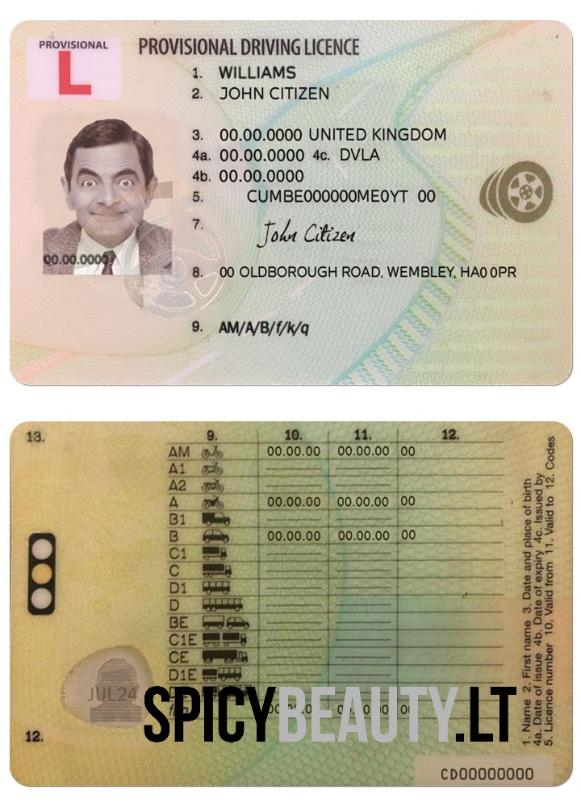 PROVISIONAL
L
PROVISIONAL DRIVING LICENCE
1. WILLIAMS
2. JOHN CITIZEN
3. 00.00.0000 UNITED KINGDOM
4a. 00.00.0000 4c. DVLA
4b. 00.00.0000
5. CUMBE000000ME0YT 00
7. John Citizen
00.00.0000
8. 00 OLDBOROUGH ROAD, WEMBLEY, HA0 0PR
9. AM/A/B/f/k/q
13. 9. 10. 11. 12.
AM 00.00.00 00.00.00 00
A1
A2
A 00.00.00 00.00.00 00
B1
B 00.00.00 00.00.00 00
C1
C
D1
D
BE
C1E
CE
D1E
JUL24
SPICYBEAUTY.LT
12.
1. Name 2. First name 3. Date and place of birth
4a. Date of issue 4b. Date of expiry 4c. Issued by
5. Licence number 10. Valid from 11. Valid to 12. Codes
CD00000000